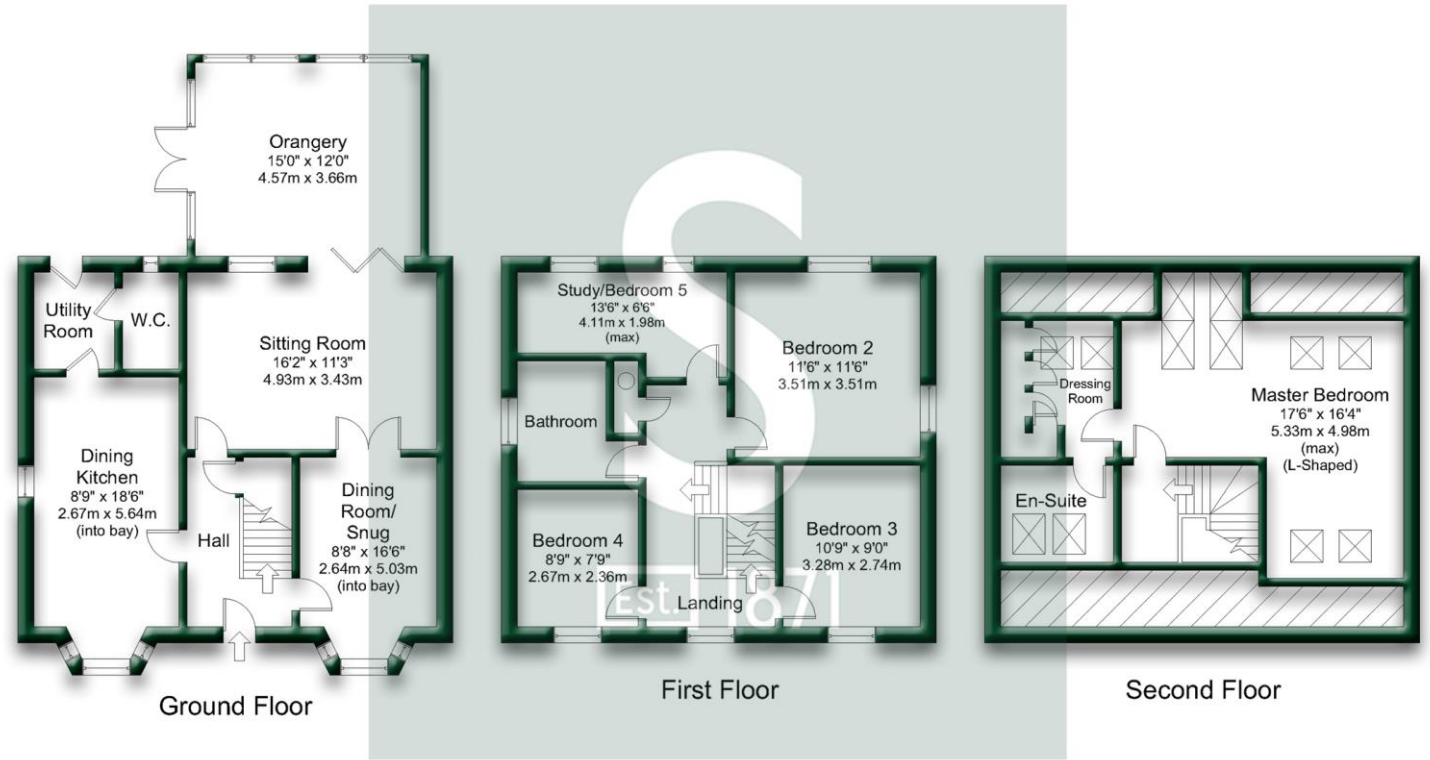 Orangery
15'0" x 12'0"
4.57m x 3.66m
Utility
Room
W.C.
Sitting Room
16'2" x 11'3"
4.93m x 3.43m
Dining
Kitchen
8'9" x 18'6"
2.67m x 5.64m
(into bay)
Hall
Dining
Room/
Snug
8'8" x 16'6"
2.64m x 5.03m
(into bay)
Ground Floor
Study/Bedroom 5
13'6" x 6'6"
4.11m x 1.98m
(max)
Bedroom 2
11'6" x 11'6"
3.51m x 3.51m
Bathroom
Bedroom 4
8'9" x 7'9"
2.67m x 2.36m
Bedroom 3
10'9" x 9'0"
3.28m x 2.74m
Landing
S
Est. 1871
First Floor
Dressing
Room
Master Bedroom
17'6" x 16'4"
5.33m x 4.98m
(max)
(L-Shaped)
En-Suite
Second Floor